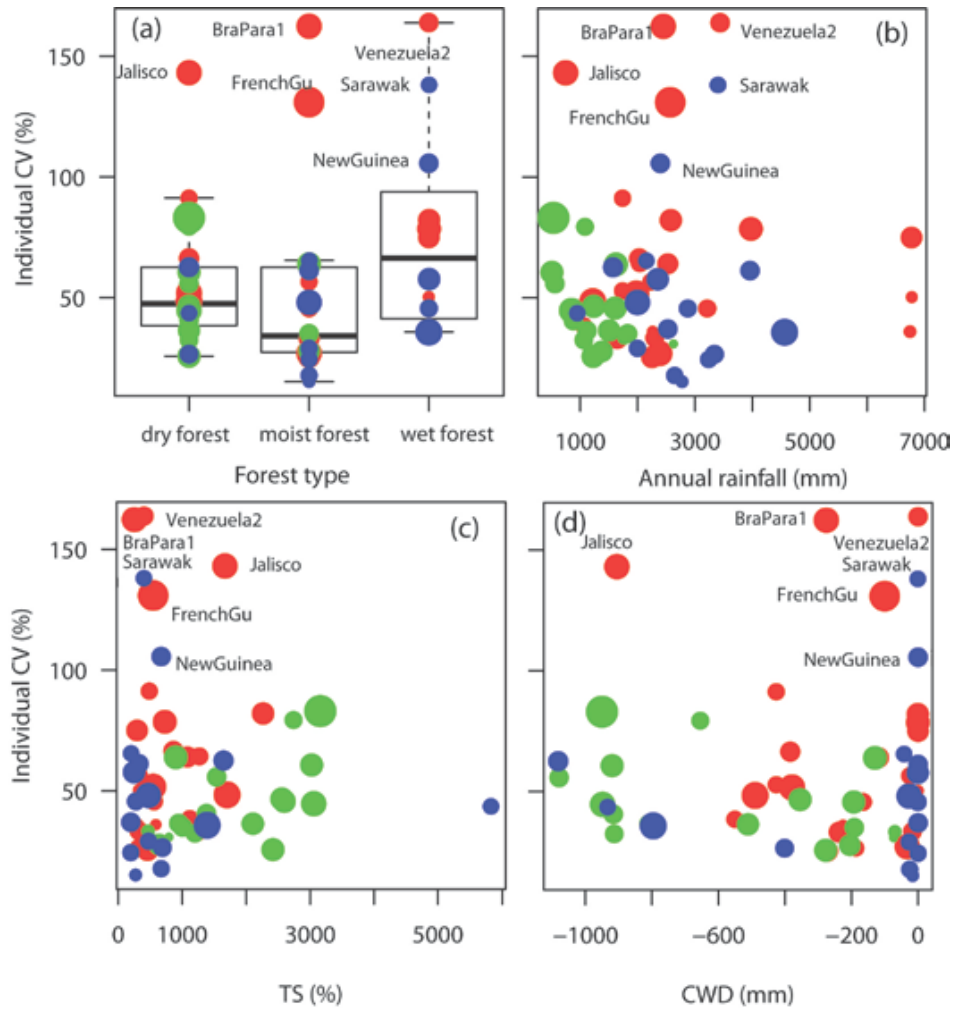 (a)
BraPara1
Venezuela2
Jalisco
FrenchGu
Sarawak
NewGuinea
150
100
50
Individual CV (%)
dry forest moist forest wet forest
Forest type
(b)
BraPara1
Venezuela2
Jalisco
Sarawak
FrenchGu
NewGuinea
1000 3000 5000 7000
Annual rainfall (mm)
(c)
Venezuela2
BraPara1
Sarawak
Jalisco
FrenchGu
NewGuinea
150
100
50
Individual CV (%)
0 1000 3000 5000
TS (%)
(d)
BraPara1
Jalisco
Venezuela2
Sarawak
FrenchGu
NewGuinea
−1000 −600 −200 0
CWD (mm)